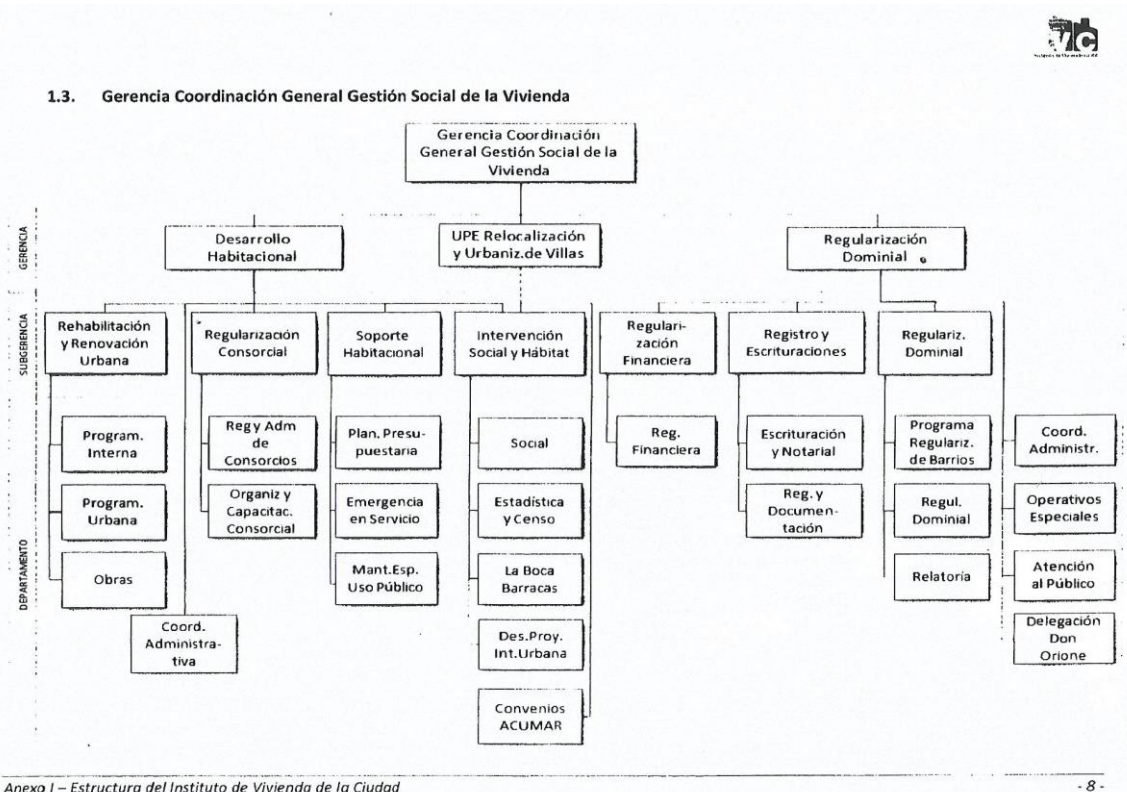 VC
1.3. Gerencia Coordinación General Gestión Social de la Vivienda
Gerencia Coordinación
General Gestión Social de la
Vivienda
GERENCIA
Desarrollo
Habitacional
UPE Relocalización
y Urbaniz.de Villas
Regularización
Dominial
SUBGERENCIA
Rehabilitación
y Renovación
Urbana
Regularización
Consorcial
Soporte
Habitacional
Intervención
Social y Hábitat
Regulari-
zación
Financiera
Registro y
Escrituraciones
Regulariz.
Dominial
DEPARTAMENTO
Program.
Interna
Reg y Adm
de
Consorcios
Plan. Presu-
puestaria
Social
Reg.
Financiera
Escrituración
y Notarial
Programa
Regulariz.
de Barrios
Coord.
Administr.
Program.
Urbana
Organiz y
Capacitac.
Consorcial
Emergencia
en Servicio
Estadística
y Censo
Reg. y
Documen-
tación
Regul.
Dominial
Operativos
Especiales
Obras
Mant.Esp.
Uso Público
La Boca
Barracas
Relatoría
Atención
al Público
Coord.
Administra-
tiva
Des.Proy.
Int.Urbana
Delegación
Don
Orione
Convenios
ACUMAR
Anexo I – Estructura del Instituto de Vivienda de la Ciudad
- 8 -